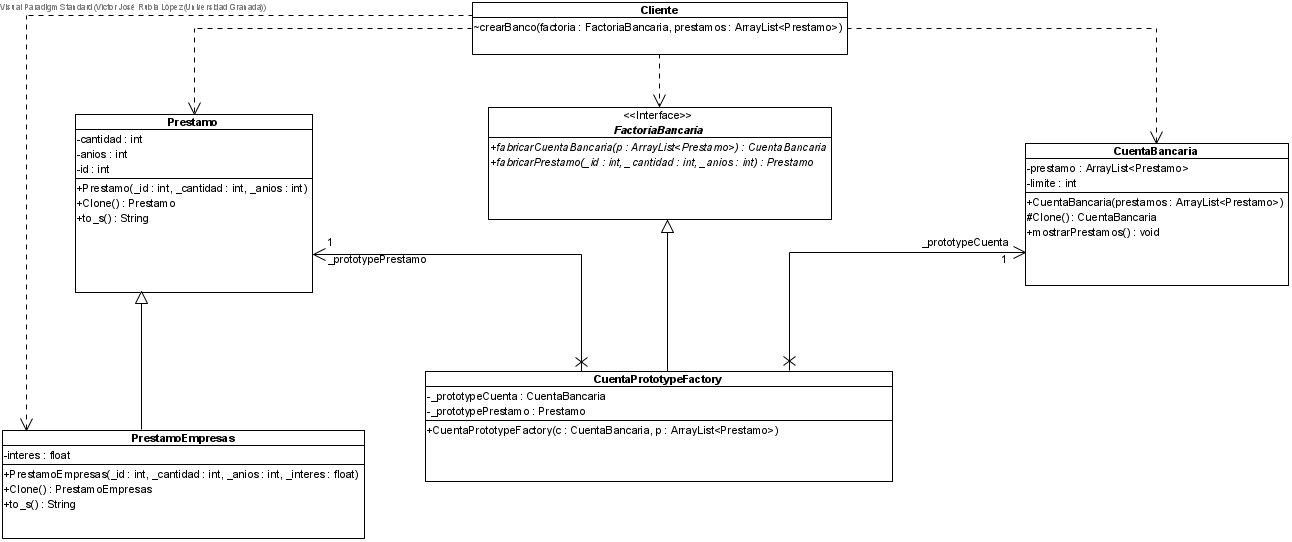 Visual Paradigm Standard(Víctor José Rubia López(Universidad Granada))
Cliente
~crearBanco(factoria : FactoriaBancaria, prestamos : ArrayList<Prestamo>)
Prestamo
-cantidad : int
-anios : int
-id : int
+Prestamo(_id : int, _cantidad : int, _anios : int)
+Clone() : Prestamo
+to_s() : String
<<Interface>>
FactoriaBancaria
+fabricarCuentaBancaria(p : ArrayList<Prestamo>) : CuentaBancaria
+fabricarPrestamo(_id : int, _cantidad : int, _anios : int) : Prestamo
CuentaBancaria
-prestamo : ArrayList<Prestamo>
-limite : int
+CuentaBancaria(prestamos : ArrayList<Prestamo>)
#Clone() : CuentaBancaria
+mostrarPrestamos() : void
1
_prototypePrestamo
_prototypeCuenta
1
CuentaPrototypeFactory
-_prototypeCuenta : CuentaBancaria
-_prototypePrestamo : Prestamo
+CuentaPrototypeFactory(c : CuentaBancaria, p : ArrayList<Prestamo>)
PrestamoEmpresas
-interes : float
+PrestamoEmpresas(_id : int, _cantidad : int, _anios : int, _interes : float)
+Clone() : PrestamoEmpresas
+to_s() : String